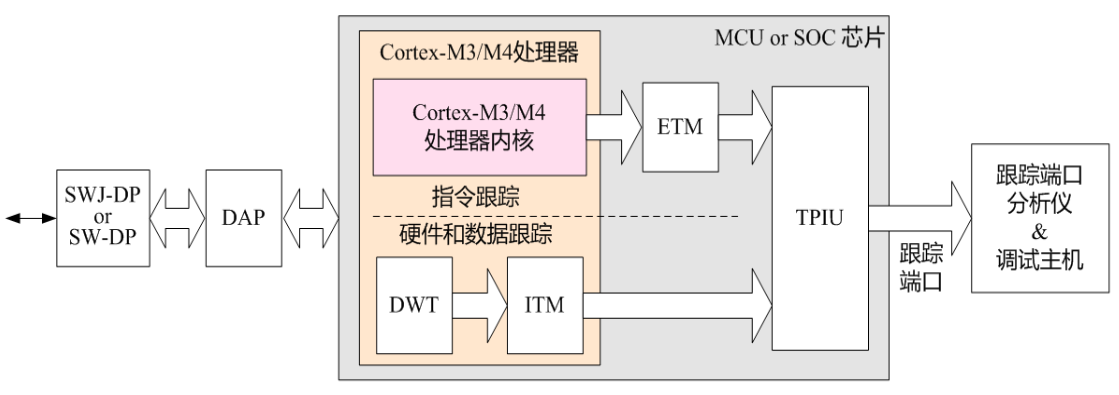 MCU or SOC 芯片
Cortex-M3/M4处理器
Cortex-M3/M4
处理器内核
ETM
SWJ-DP
or
SW-DP
DAP
指令跟踪
硬件和数据跟踪
DWT
ITM
TPIU
跟踪
端口
跟踪端口
分析仪
&
调试主机